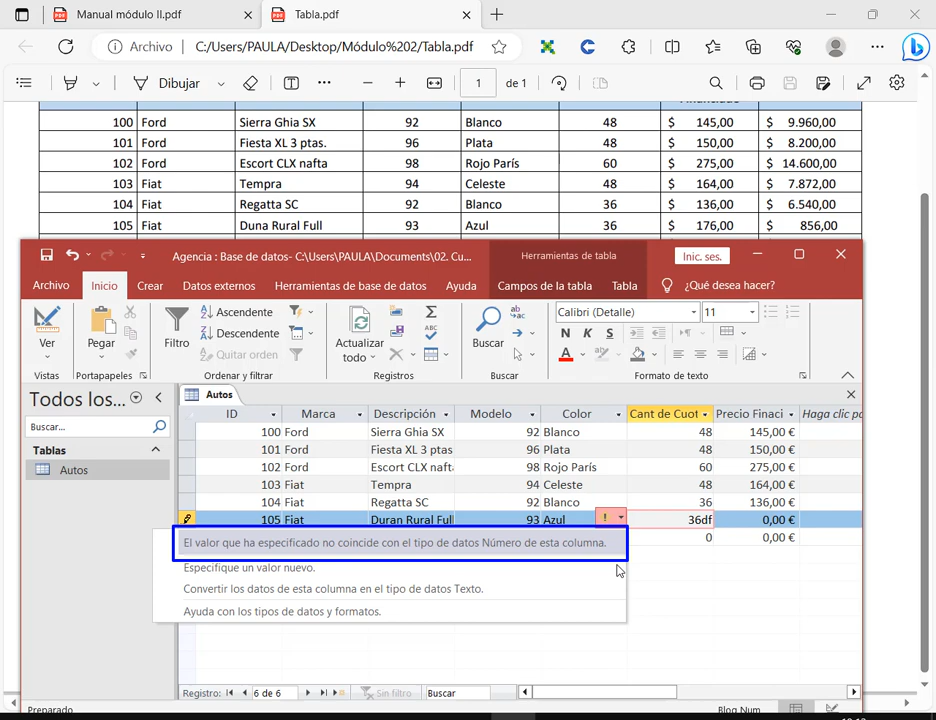 Manual módulo II.pdf
Tabla.pdf
Archivo C:/Users/PAULA/Desktop/Módulo%202/Tabla.pdf
Dibujar 1 de 1
100 Ford Sierra Ghia SX 92 Blanco 48 $ 145,00 $ 9.960,00
101 Ford Fiesta XL 3 ptas. 96 Plata 48 $ 150,00 $ 8.200,00
102 Ford Escort CLX nafta 98 Rojo París 60 $ 275,00 $ 14.600,00
103 Fiat Tempra 94 Celeste 48 $ 164,00 $ 7.872,00
104 Fiat Regatta SC 92 Blanco 36 $ 136,00 $ 6.540,00
105 Fiat Duna Rural Full 93 Azul 36 $ 176,00 $ 856,00
Agencia : Base de datos- C:\Users\PAULA\Documents\02. Cu... Herramientas de tabla Inic. ses.
Archivo Inicio Crear Datos externos Herramientas de base de datos Ayuda Campos de la tabla Tabla ¿Qué desea hacer?
Ver
Pegar
Filtro
Ascendente
Descendente
Quitar orden
Actualizar todo
Buscar
Calibri (Detalle) 11
N K S
Vistas Portapapeles Ordenar y filtrar Registros Buscar Formato de texto
Todos los...
Buscar...
Tablas
Autos
Autos
ID Marca Descripción Modelo Color Cant de Cuot Precio Finaci Haga clic pa
100 Ford Sierra Ghia SX 92 Blanco 48 145,00 €
101 Ford Fiesta XL 3 ptas 96 Plata 48 150,00 €
102 Ford Escort CLX nafta 98 Rojo París 60 275,00 €
103 Fiat Tempra 94 Celeste 48 164,00 €
104 Fiat Regatta SC 92 Blanco 36 136,00 €
105 Fiat Duran Rural Full 93 Azul 36df 0,00 €
0 0,00 €
El valor que ha especificado no coincide con el tipo de datos Número de esta columna.
Especifique un valor nuevo.
Convertir los datos de esta columna en el tipo de datos Texto.
Ayuda con los tipos de datos y formatos.
Registro: 6 de 6 Sin filtro Buscar
Preparado Bloq Num